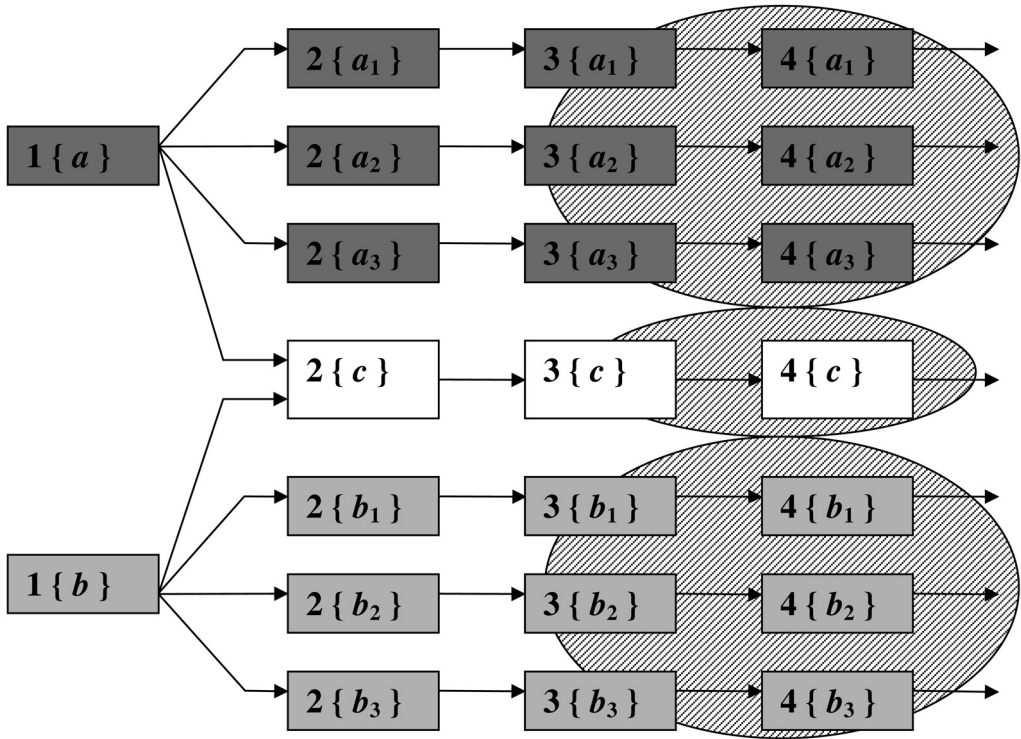 2 { a₁ } 3 { a₁ } 4 { a₁ }
1 { a } 2 { a₂ } 3 { a₂ } 4 { a₂ }
2 { a₃ } 3 { a₃ } 4 { a₃ }
2 { c } 3 { c } 4 { c }
2 { b₁ } 3 { b₁ } 4 { b₁ }
1 { b } 2 { b₂ } 3 { b₂ } 4 { b₂ }
2 { b₃ } 3 { b₃ } 4 { b₃ }